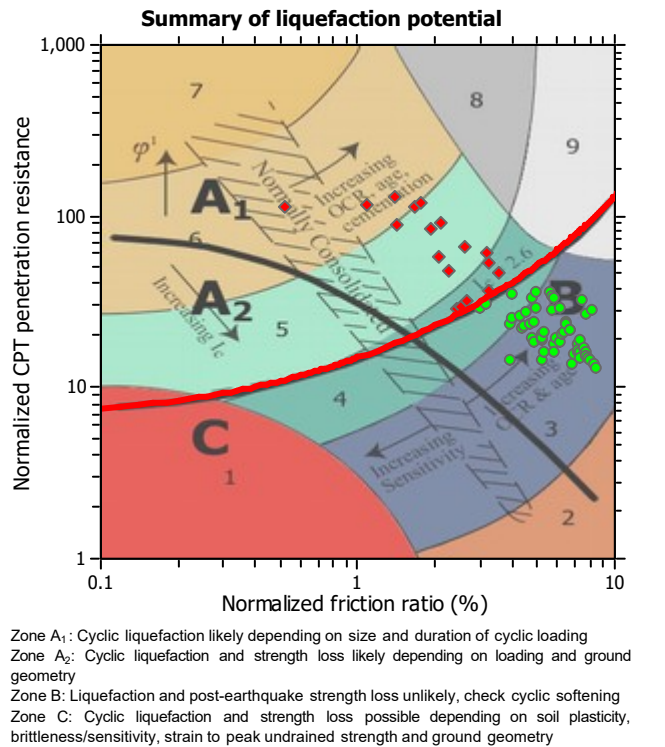 Summary of liquefaction potential
1,000
100
10
1
Normalized CPT penetration resistance
0.1
1
10
Normalized friction ratio (%)
7
8
9
φ'
A1
Increasing
OCR, age,
cementation
Normally Consolidated
6
A2
Increasing Ic
5
Ic = 2.6
B
4
Increasing
OCR & age
3
C
1
Increasing
Sensitivity
2
Zone A1: Cyclic liquefaction likely depending on size and duration of cyclic loading
Zone A2: Cyclic liquefaction and strength loss likely depending on loading and ground
geometry
Zone B: Liquefaction and post-earthquake strength loss unlikely, check cyclic softening
Zone C: Cyclic liquefaction and strength loss possible depending on soil plasticity,
brittleness/sensitivity, strain to peak undrained strength and ground geometry